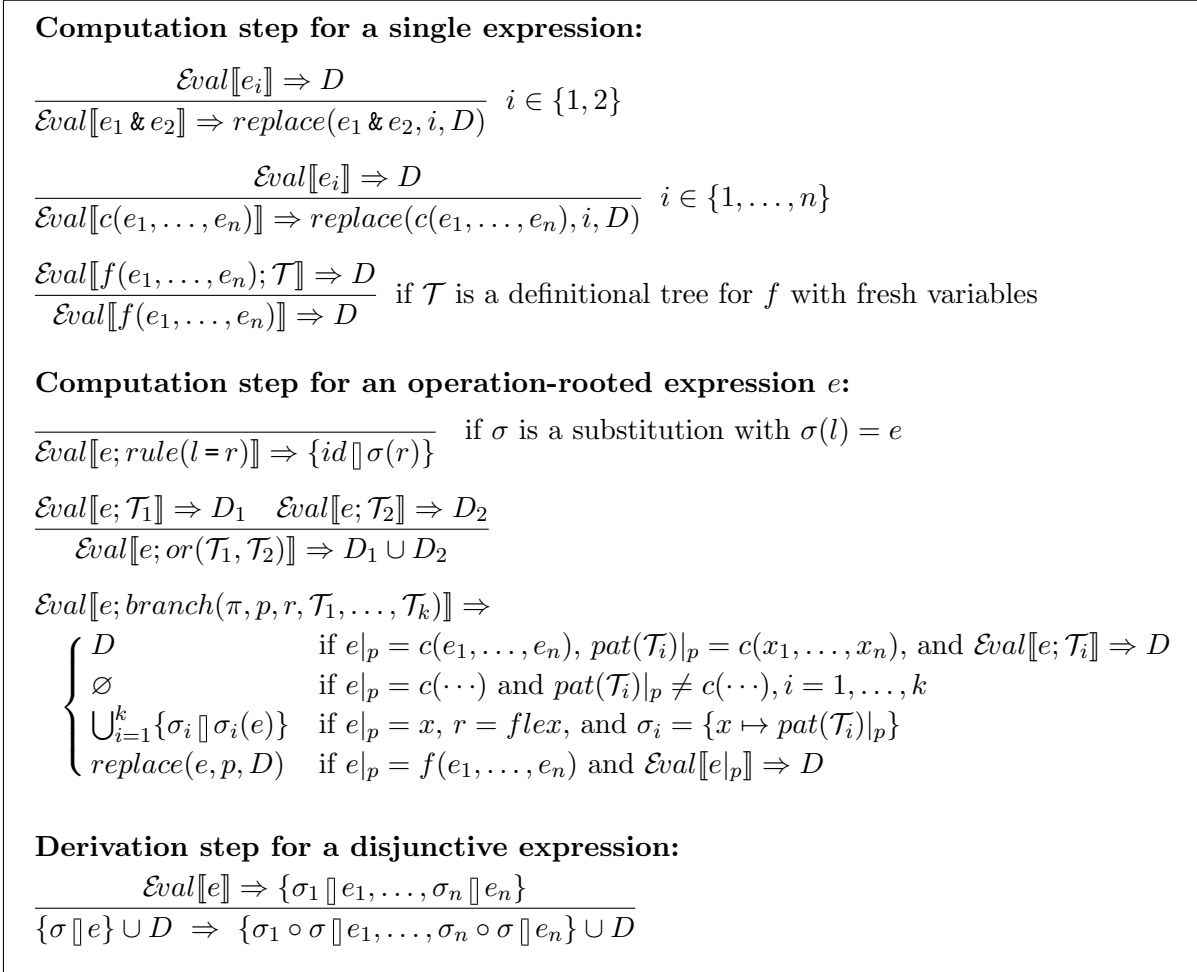 Computation step for a single expression:
Eval⟦e_i⟧ ⇒ D
Eval⟦e_1 & e_2⟧ ⇒ replace(e_1 & e_2, i, D) i ∈ {1, 2}
Eval⟦e_i⟧ ⇒ D
Eval⟦c(e_1, . . . , e_n)⟧ ⇒ replace(c(e_1, . . . , e_n), i, D) i ∈ {1, . . . , n}
Eval⟦f(e_1, . . . , e_n); 𝒯⟧ ⇒ D
Eval⟦f(e_1, . . . , e_n)⟧ ⇒ D if 𝒯 is a definitional tree for f with fresh variables
Computation step for an operation-rooted expression e:
Eval⟦e; rule(l = r)⟧ ⇒ {id ▯ σ(r)} if σ is a substitution with σ(l) = e
Eval⟦e; 𝒯_1⟧ ⇒ D_1 Eval⟦e; 𝒯_2⟧ ⇒ D_2
Eval⟦e; or(𝒯_1, 𝒯_2)⟧ ⇒ D_1 ∪ D_2
Eval⟦e; branch(π, p, r, 𝒯_1, . . . , 𝒯_k)⟧ ⇒
D if e|_p = c(e_1, . . . , e_n), pat(𝒯_i)|_p = c(x_1, . . . , x_n), and Eval⟦e; 𝒯_i⟧ ⇒ D
∅ if e|_p = c(· · ·) and pat(𝒯_i)|_p ≠ c(· · ·), i = 1, . . . , k
⋃_{i=1}^k {σ_i ▯ σ_i(e)} if e|_p = x, r = flex, and σ_i = {x ↦ pat(𝒯_i)|_p}
replace(e, p, D) if e|_p = f(e_1, . . . , e_n) and Eval⟦e|_p⟧ ⇒ D
Derivation step for a disjunctive expression:
Eval⟦e⟧ ⇒ {σ_1 ▯ e_1, . . . , σ_n ▯ e_n}
{σ ▯ e} ∪ D ⇒ {σ_1 ∘ σ ▯ e_1, . . . , σ_n ∘ σ ▯ e_n} ∪ D